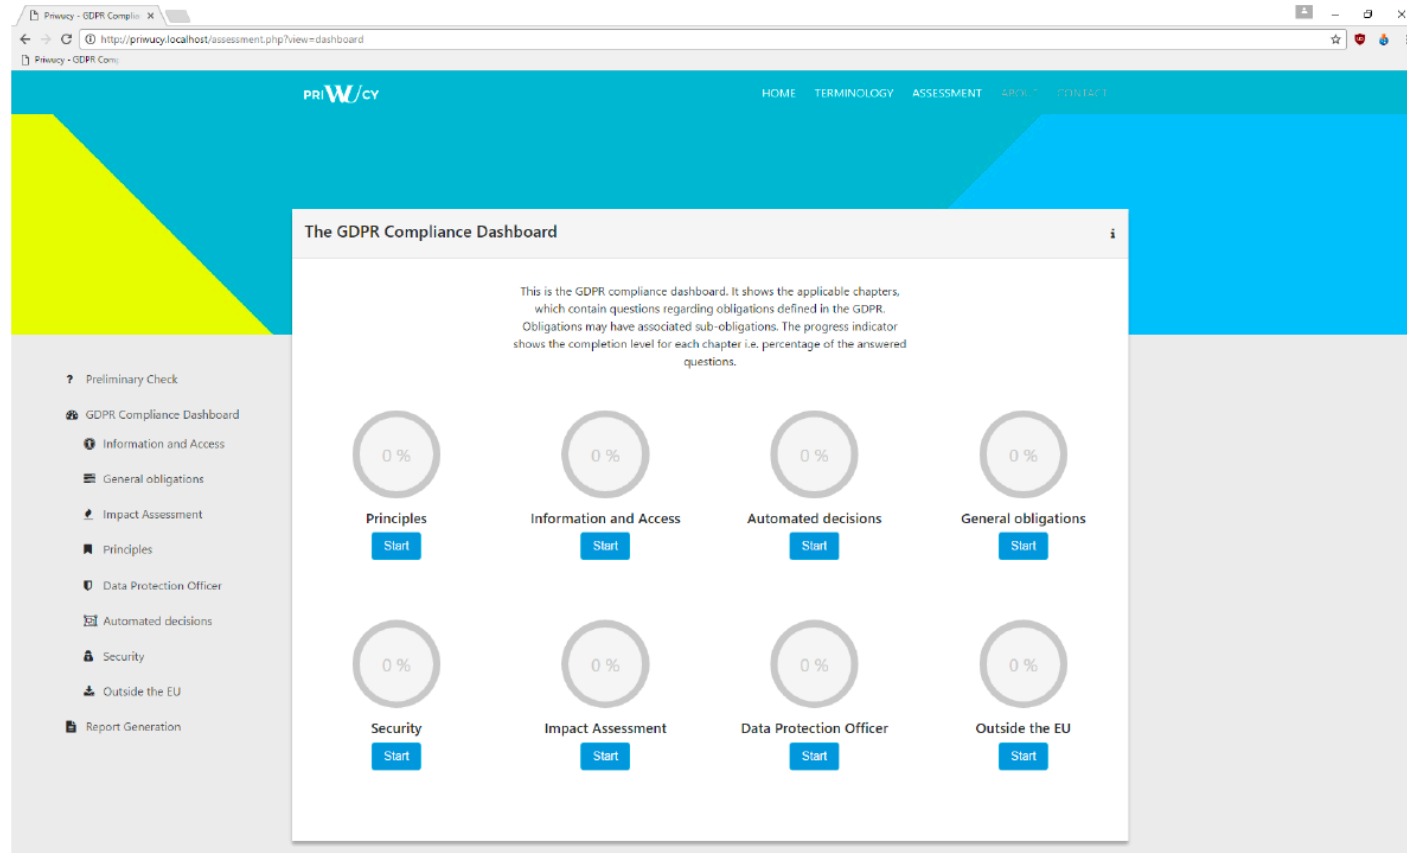 Priwucy - GDPR Complia
http://priwucy.localhost/assessment.php?view=dashboard
Priwucy - GDPR Com
PRIWUCY
HOME TERMINOLOGY ASSESSMENT ABOUT CONTACT
The GDPR Compliance Dashboard
This is the GDPR compliance dashboard. It shows the applicable chapters,
which contain questions regarding obligations defined in the GDPR.
Obligations may have associated sub-obligations. The progress indicator
shows the completion level for each chapter i.e. percentage of the answered
questions.
? Preliminary Check
GDPR Compliance Dashboard
Information and Access
General obligations
Impact Assessment
Principles
Data Protection Officer
Automated decisions
Security
Outside the EU
Report Generation
0 % 0 % 0 % 0 %
Principles Information and Access Automated decisions General obligations
Start Start Start Start
0 % 0 % 0 % 0 %
Security Impact Assessment Data Protection Officer Outside the EU
Start Start Start Start